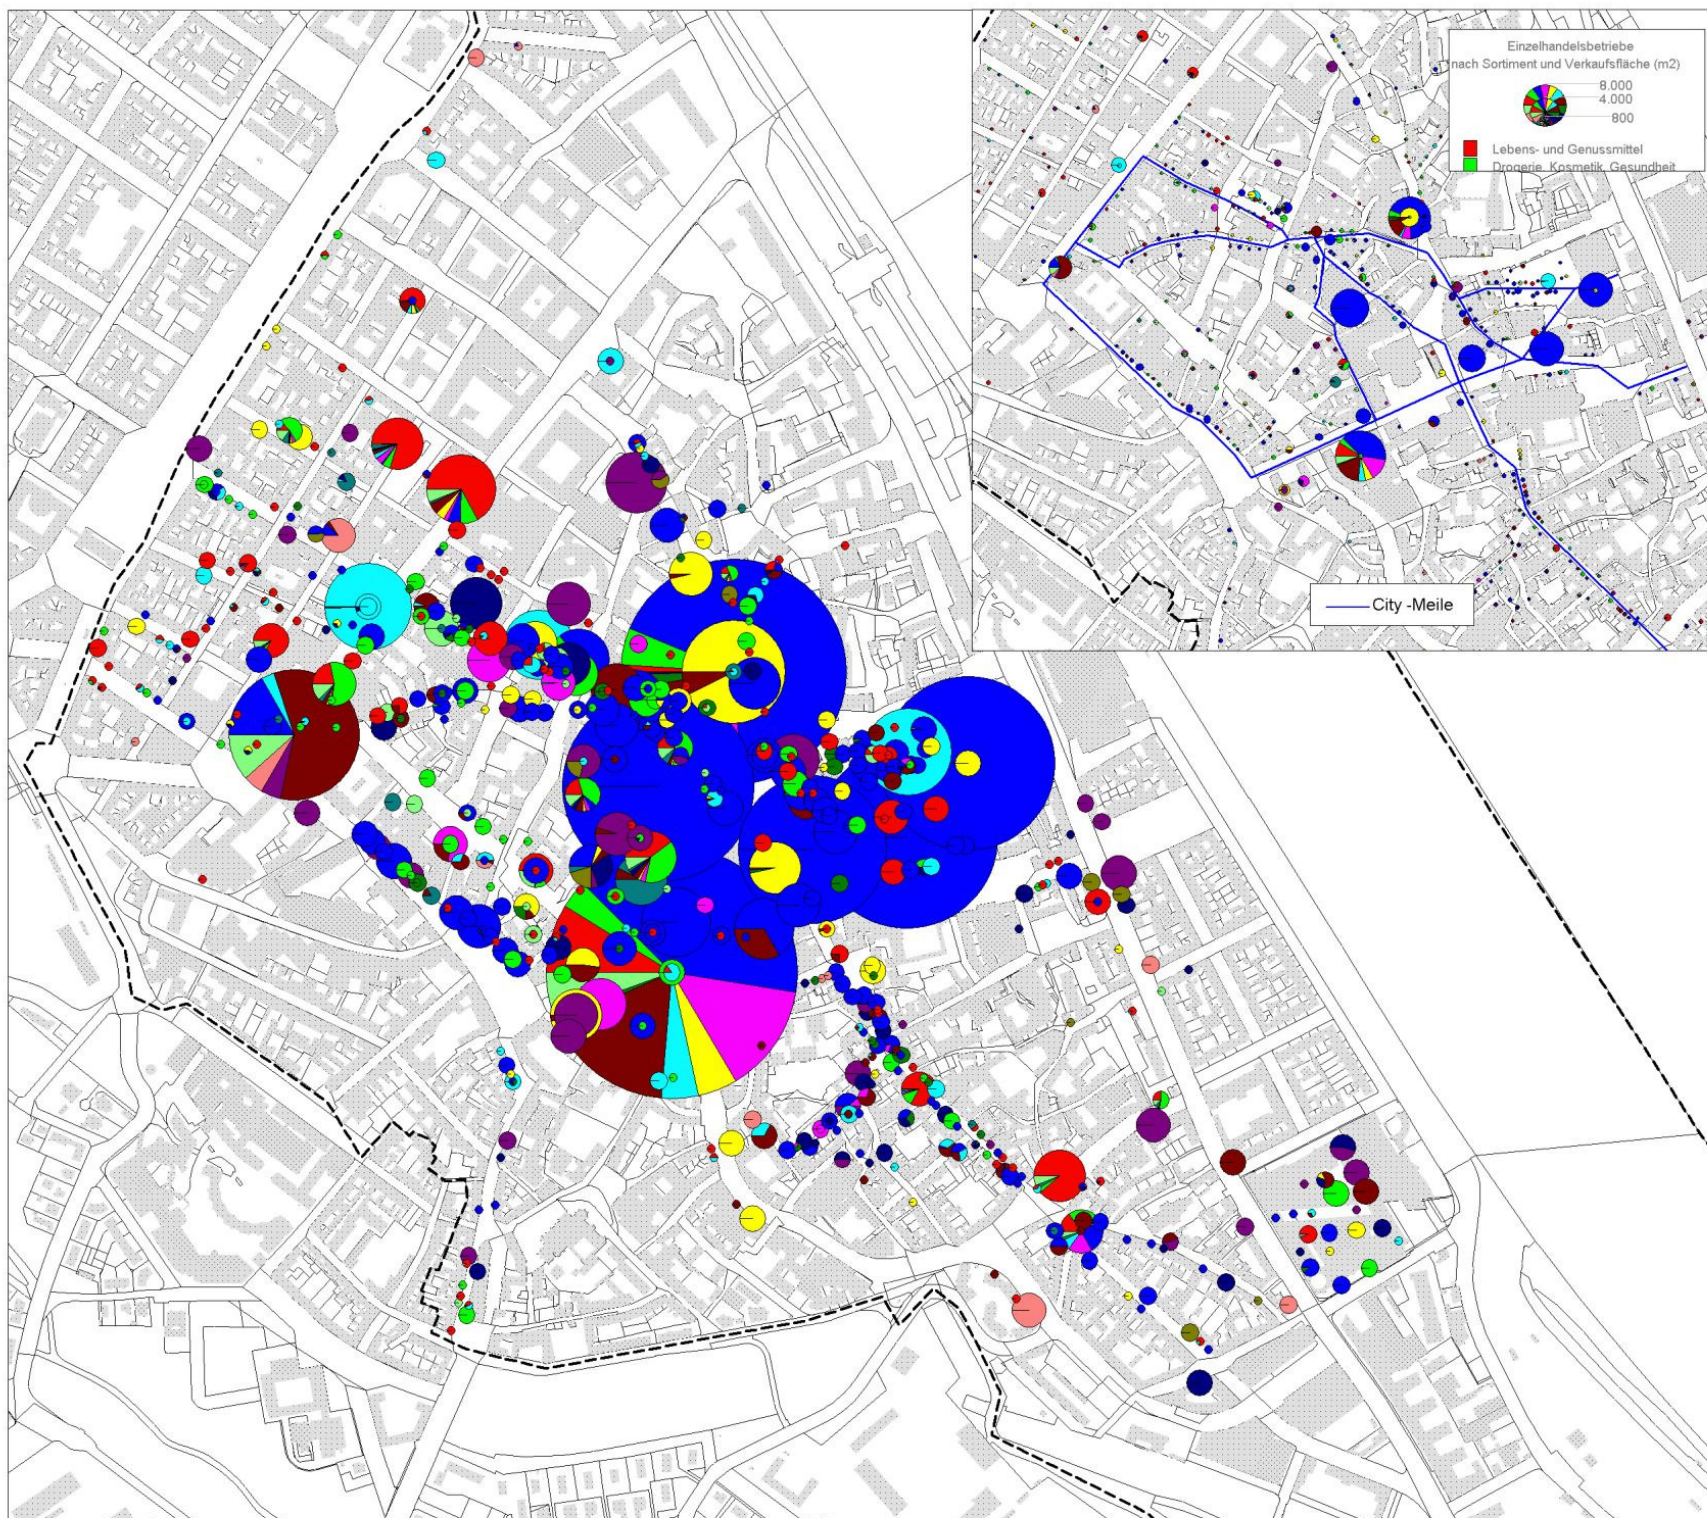 Einzelhandelsbetriebe
nach Sortiment und Verkaufsfläche (m2)
8.000
4.000
800
Lebens- und Genussmittel
Drogerie, Kosmetik, Gesundheit
City -Meile